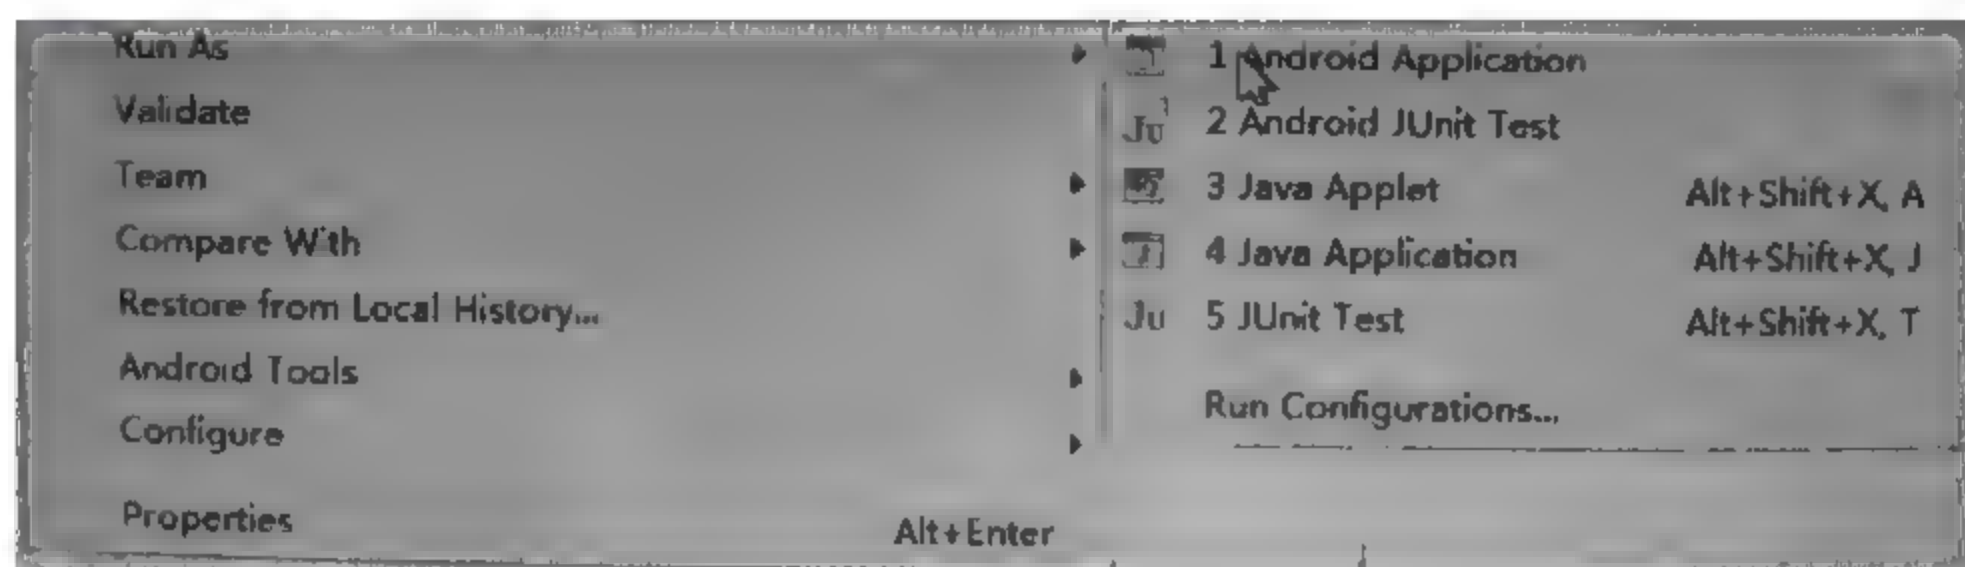 Run As
Validate
Team
Compare With
Restore from Local History...
Android Tools
Configure
Properties Alt+Enter
1 Android Application
Ju 2 Android JUnit Test
3 Java Applet Alt+Shift+X, A
J 4 Java Application Alt+Shift+X, J
Ju 5 JUnit Test Alt+Shift+X, T
Run Configurations...